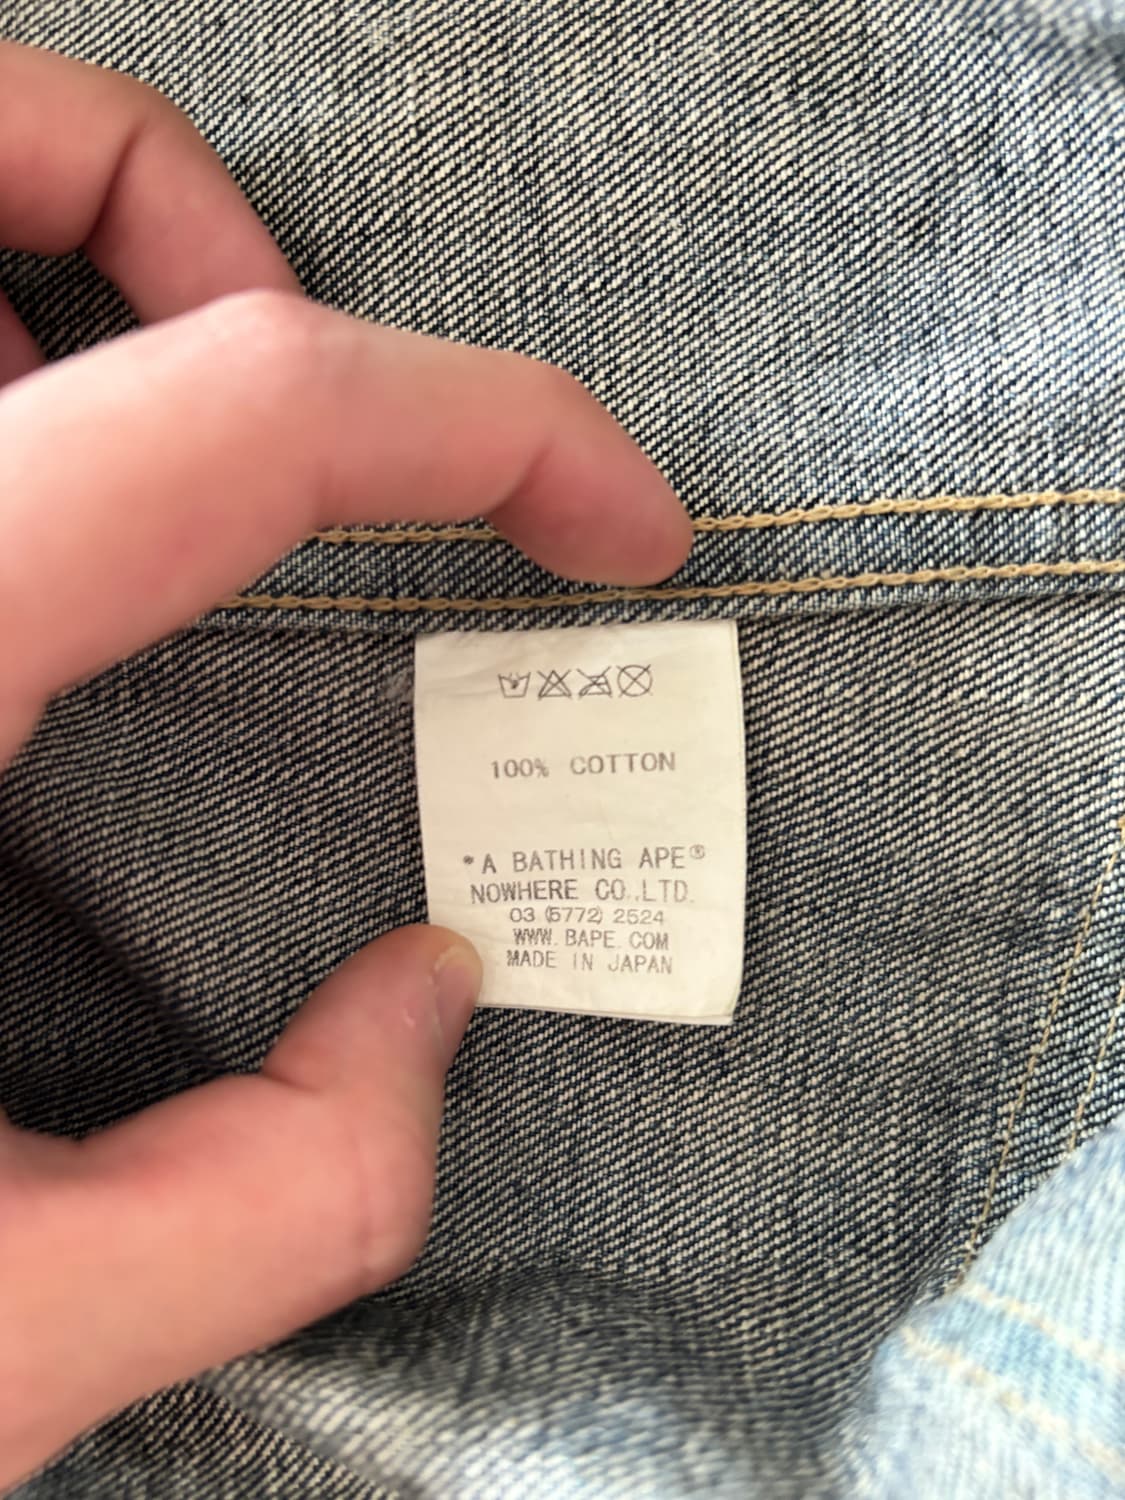 100% COTTON
*A BATHING APE®
NOWHERE CO.,LTD.
03 (5772) 2524
WWW. BAPE. COM
MADE IN JAPAN